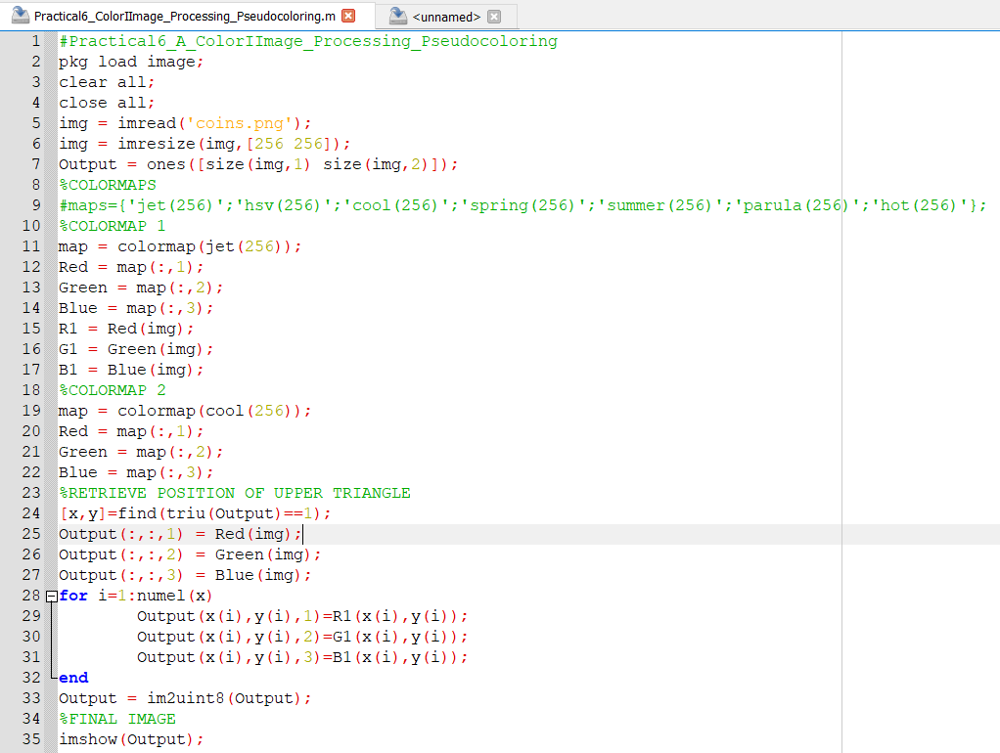 Practical6_ColorIImage_Processing_Pseudocoloring.m <unnamed>
1 #Practical6_A_ColorIImage_Processing_Pseudocoloring
2 pkg load image;
3 clear all;
4 close all;
5 img = imread('coins.png');
6 img = imresize(img,[256 256]);
7 Output = ones([size(img,1) size(img,2)]);
8 %COLORMAPS
9 #maps={'jet(256)';'hsv(256)';'cool(256)';'spring(256)';'summer(256)';'parula(256)';'hot(256)'};
10 %COLORMAP 1
11 map = colormap(jet(256));
12 Red = map(:,1);
13 Green = map(:,2);
14 Blue = map(:,3);
15 R1 = Red(img);
16 G1 = Green(img);
17 B1 = Blue(img);
18 %COLORMAP 2
19 map = colormap(cool(256));
20 Red = map(:,1);
21 Green = map(:,2);
22 Blue = map(:,3);
23 %RETRIEVE POSITION OF UPPER TRIANGLE
24 [x,y]=find(triu(Output)==1);
25 Output(:,:,1) = Red(img);
26 Output(:,:,2) = Green(img);
27 Output(:,:,3) = Blue(img);
28 for i=1:numel(x)
29 Output(x(i),y(i),1)=R1(x(i),y(i));
30 Output(x(i),y(i),2)=G1(x(i),y(i));
31 Output(x(i),y(i),3)=B1(x(i),y(i));
32 end
33 Output = im2uint8(Output);
34 %FINAL IMAGE
35 imshow(Output);